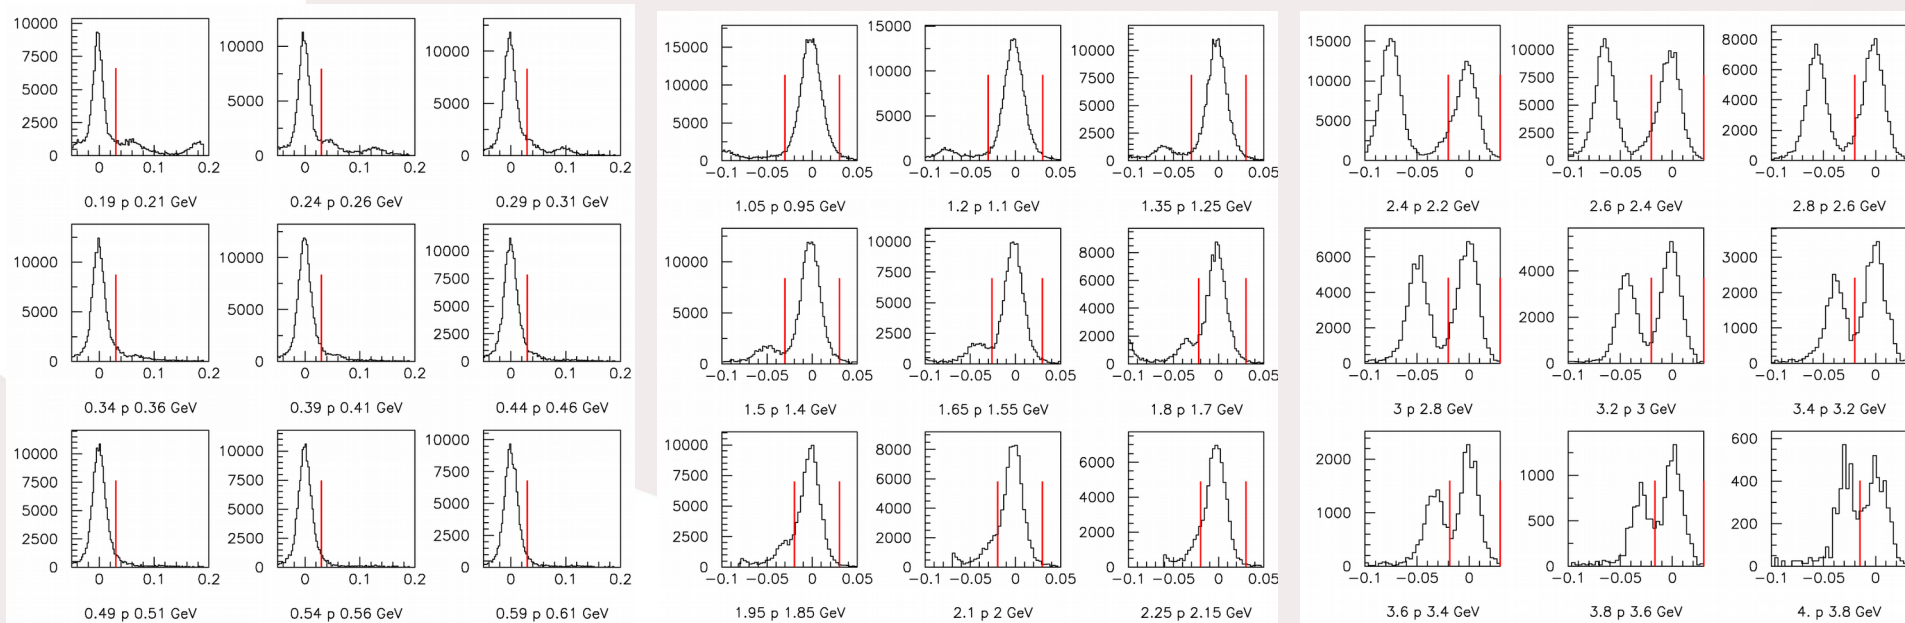 10000
7500
5000
2500
0
0 0.1 0.2
0.19 p 0.21 GeV
10000
5000
0
0 0.1 0.2
0.24 p 0.26 GeV
10000
5000
0
0 0.1 0.2
0.29 p 0.31 GeV
10000
5000
0
0 0.1 0.2
0.34 p 0.36 GeV
10000
5000
0
0 0.1 0.2
0.39 p 0.41 GeV
10000
7500
5000
2500
0
0 0.1 0.2
0.44 p 0.46 GeV
10000
7500
5000
2500
0
0 0.1 0.2
0.49 p 0.51 GeV
10000
7500
5000
2500
0
0 0.1 0.2
0.54 p 0.56 GeV
10000
7500
5000
2500
0
0 0.1 0.2
0.59 p 0.61 GeV
15000
10000
5000
0
−0.1 −0.05 0 0.05
1.05 p 0.95 GeV
15000
10000
5000
0
−0.1 −0.05 0 0.05
1.2 p 1.1 GeV
10000
7500
5000
2500
0
−0.1 −0.05 0 0.05
1.35 p 1.25 GeV
10000
5000
0
−0.1 −0.05 0 0.05
1.5 p 1.4 GeV
10000
7500
5000
2500
0
−0.1 −0.05 0 0.05
1.65 p 1.55 GeV
8000
6000
4000
2000
0
−0.1 −0.05 0 0.05
1.8 p 1.7 GeV
10000
7500
5000
2500
0
−0.1 −0.05 0 0.05
1.95 p 1.85 GeV
8000
6000
4000
2000
0
−0.1 −0.05 0 0.05
2.1 p 2 GeV
6000
4000
2000
0
−0.1 −0.05 0 0.05
2.25 p 2.15 GeV
15000
10000
5000
0
−0.1 −0.05 0
2.4 p 2.2 GeV
10000
5000
0
−0.1 −0.05 0
2.6 p 2.4 GeV
8000
6000
4000
2000
0
−0.1 −0.05 0
2.8 p 2.6 GeV
6000
4000
2000
0
−0.1 −0.05 0
3 p 2.8 GeV
4000
2000
0
−0.1 −0.05 0
3.2 p 3 GeV
3000
2000
1000
0
−0.1 −0.05 0
3.4 p 3.2 GeV
2000
1000
0
−0.1 −0.05 0
3.6 p 3.4 GeV
1000
500
0
−0.1 −0.05 0
3.8 p 3.6 GeV
600
400
200
0
−0.1 −0.05 0
4. p 3.8 GeV